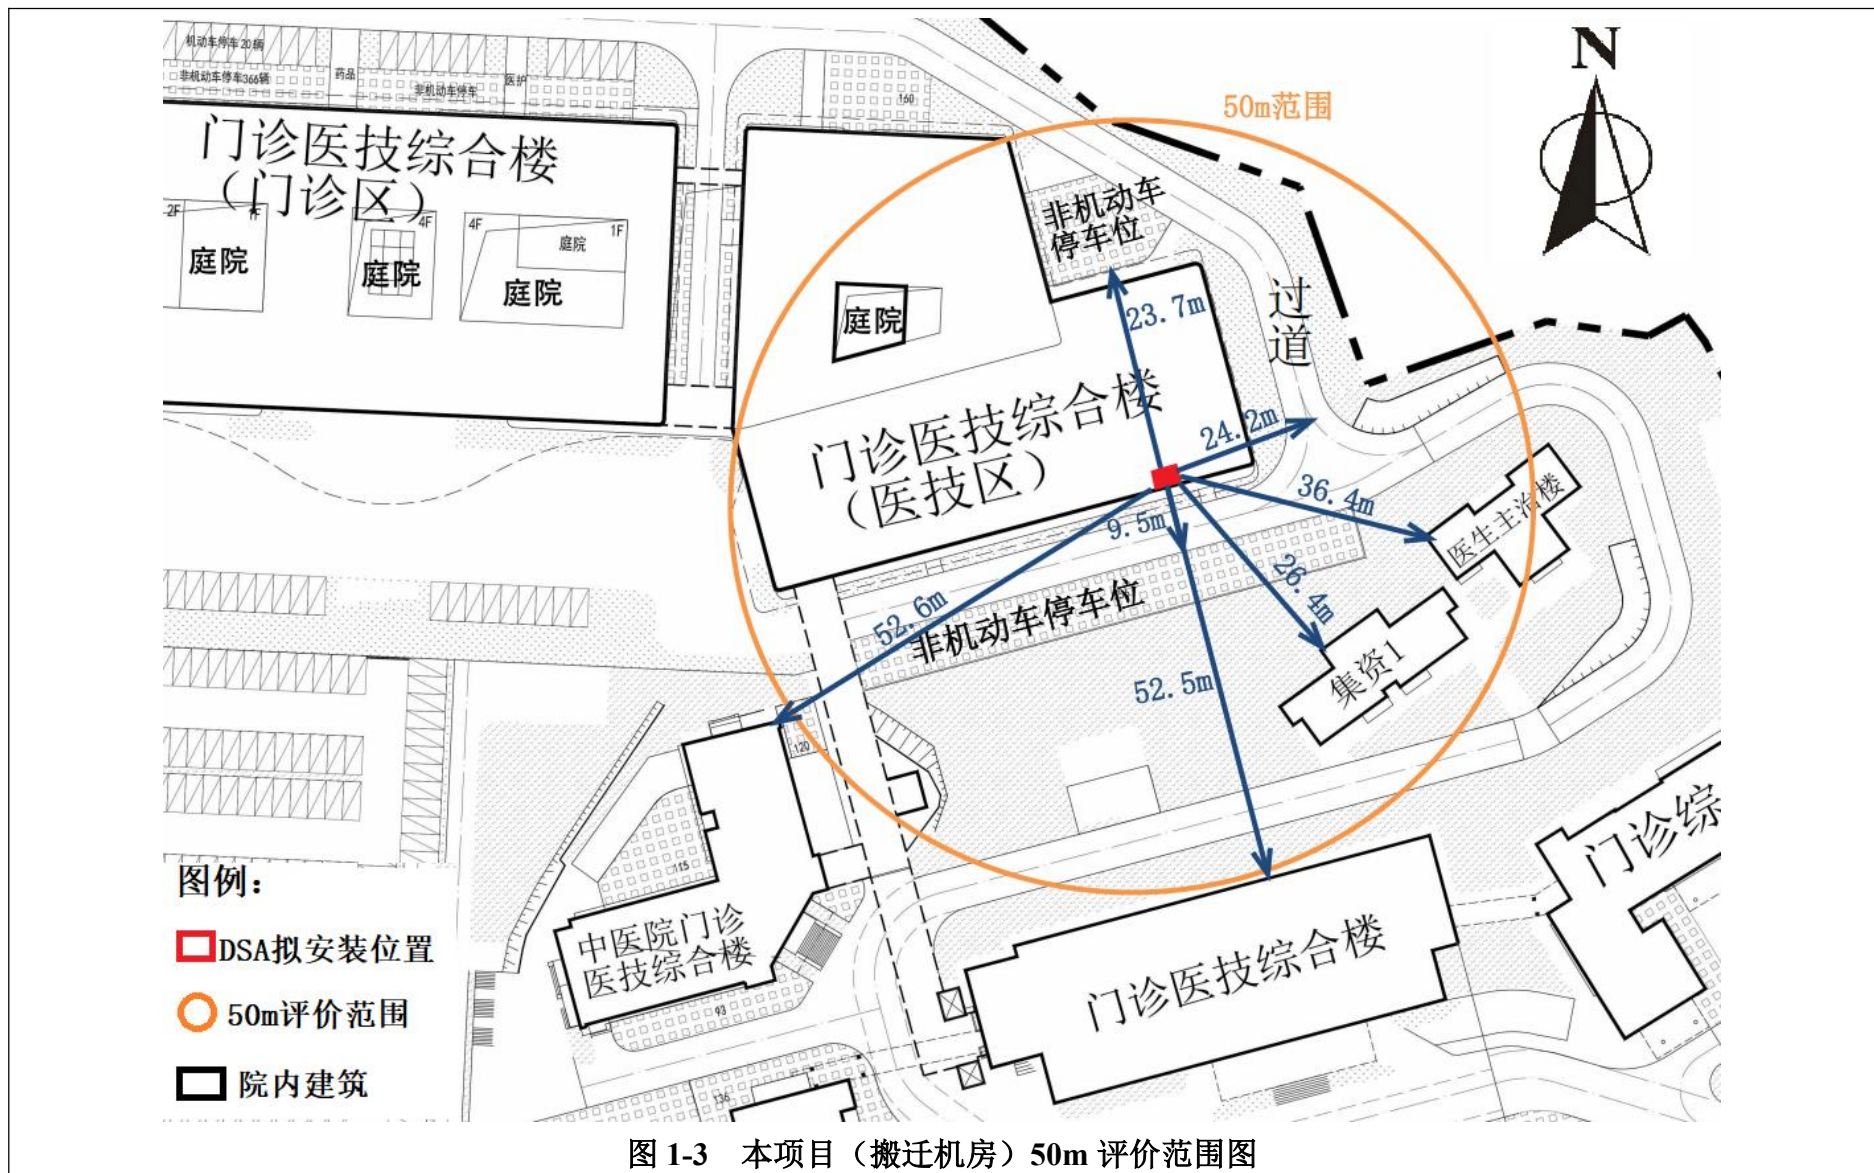 机动车停车20辆
非机动车停车366辆
药品
非机动车停车
医护
160
N
50m范围
门诊医技综合楼
（门诊区）
2F
1F
4F
4F
1F
庭院
庭院
庭院
庭院
庭院
非机动车
停车位
过道
23.7m
24.2m
门诊医技综合楼
（医技区）
36.4m
9.5m
26.4m
52.6m
52.5m
非机动车停车位
医生主治楼
集资1
120
115
中医院门诊
医技综合楼
93
136
门诊医技综合楼
门诊综
图例：
DSA拟安装位置
50m评价范围
院内建筑
图 1-3 本项目（搬迁机房）50m 评价范围图